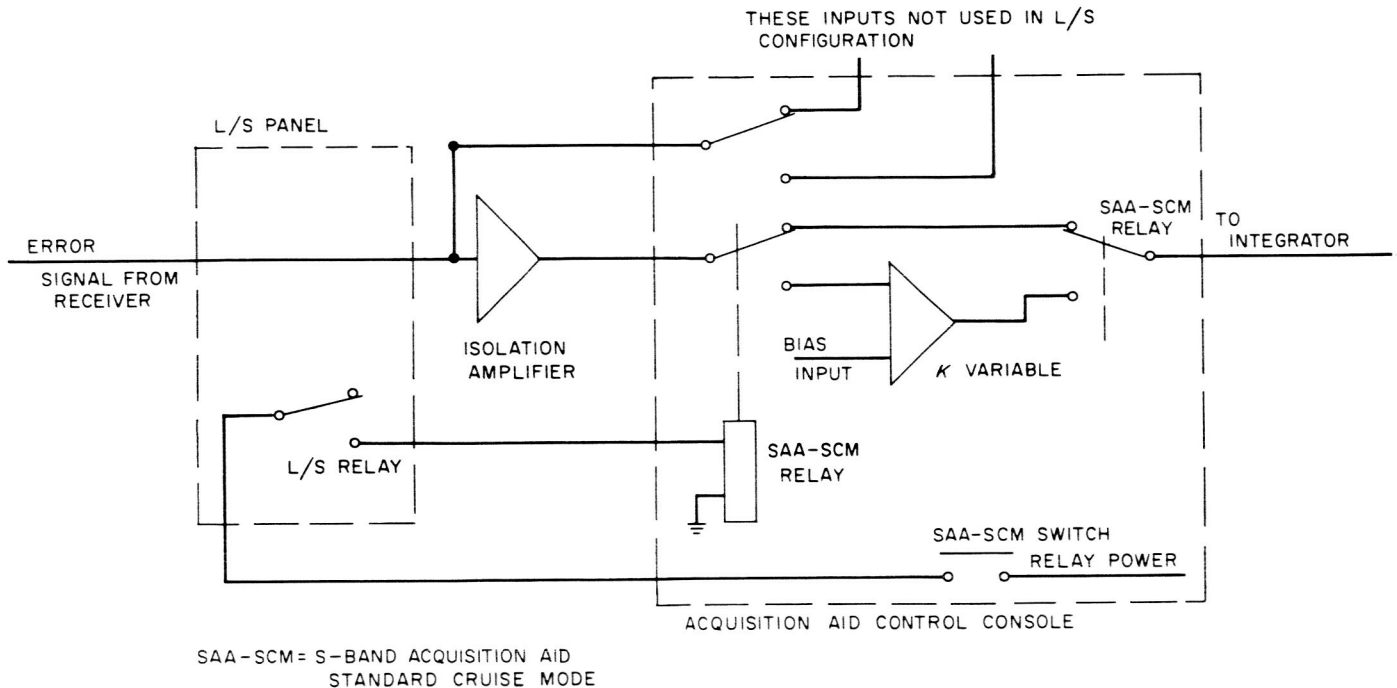 THESE INPUTS NOT USED IN L/S
CONFIGURATION
L/S PANEL
ERROR
SIGNAL FROM
RECEIVER
ISOLATION
AMPLIFIER
SAA-SCM
RELAY
TO
INTEGRATOR
BIAS
INPUT
K VARIABLE
L/S RELAY
SAA-SCM
RELAY
SAA-SCM SWITCH
RELAY POWER
ACQUISITION AID CONTROL CONSOLE
SAA-SCM= S-BAND ACQUISITION AID
STANDARD CRUISE MODE